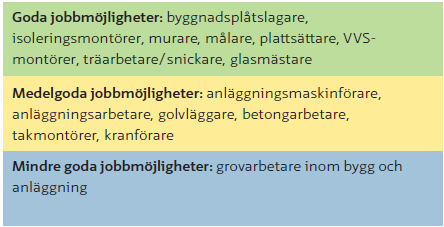 Goda jobbmöjligheter: byggnadsplåtslagare,
isoleringsmontörer, murare, målare, plattsättare, VVS-
montörer, träarbetare/snickare, glasmästare
Medelgoda jobbmöjligheter: anläggningsmaskinförare,
anläggningsarbetare, golvläggare, betongarbetare,
takmontörer, kranförare
Mindre goda jobbmöjligheter: grovarbetare inom bygg och
anläggning